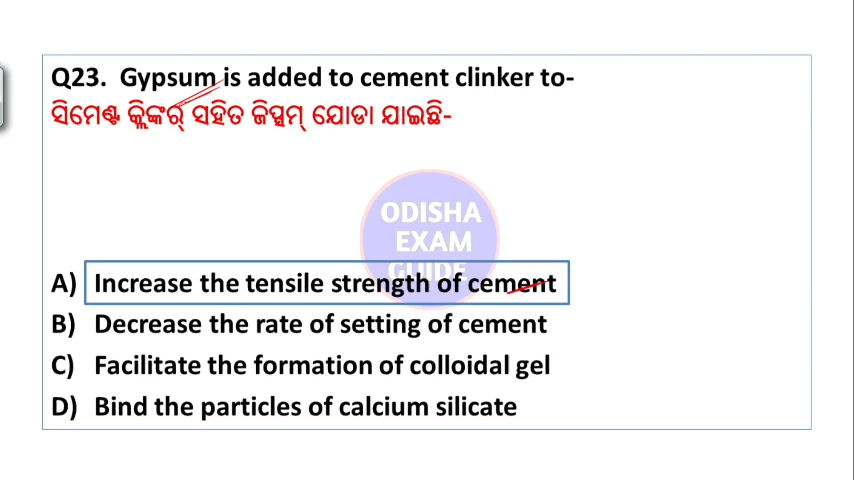 Q23. Gypsum is added to cement clinker to-
ସିମେଣ୍ଟ କ୍ଲିଙ୍କର୍ ସହିତ ଜିପ୍ସମ୍ ଯୋଡା ଯାଇଛି-
ODISHA
EXAM
GUIDE
A) Increase the tensile strength of cement
B) Decrease the rate of setting of cement
C) Facilitate the formation of colloidal gel
D) Bind the particles of calcium silicate